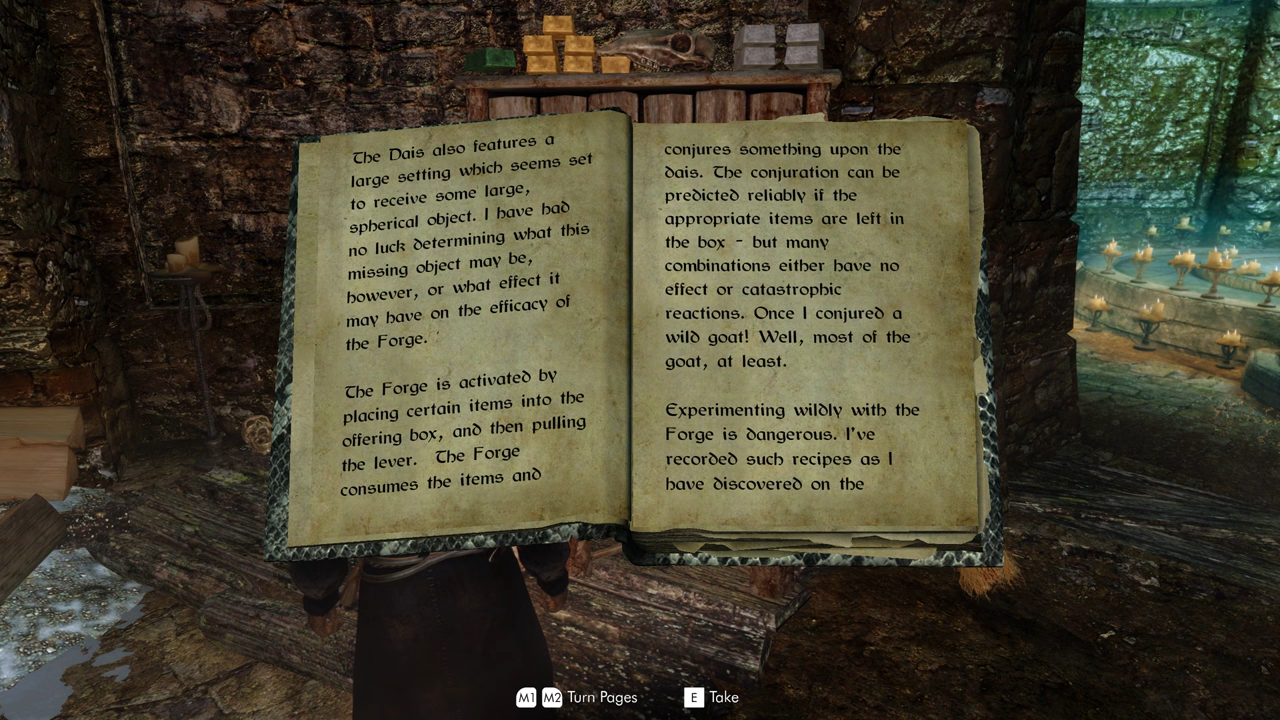 The Dais also features a
large setting which seems set
to receive some large,
spherical object. I have had
no luck determining what this
missing object may be,
however, or what effect it
may have on the efficacy of
the Forge.
The Forge is activated by
placing certain items into the
offering box, and then pulling
the lever. The Forge
consumes the items and
conjures something upon the
dais. The conjuration can be
predicted reliably if the
appropriate items are left in
the box - but many
combinations either have no
effect or catastrophic
reactions. Once I conjured a
wild goat! Well, most of the
goat, at least.
Experimenting wildly with the
Forge is dangerous. I've
recorded such recipes as I
have discovered on the
M1 M2 Turn Pages E Take